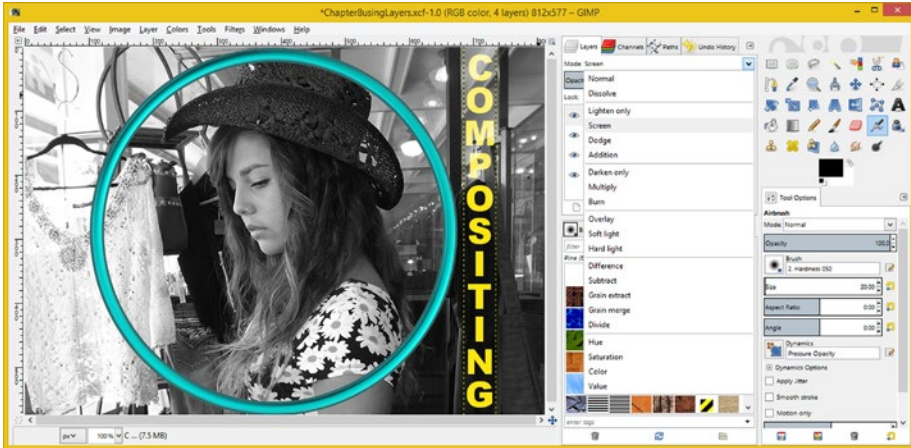 *ChapterBusingLayers.xcf-1.0 (RGB color, 4 layers) 812x577 – GIMP
File Edit Select View Image Layer Colors Tools Filters Windows Help
COMPOSITING
px 100% C ... (7.5 MB)
Layers Channels Paths Undo History
Mode: Screen
Opac
Lock:
Normal
Dissolve
Lighten only
Screen
Dodge
Addition
Darken only
Multiply
Burn
Overlay
Soft light
Hard light
Difference
Subtract
Grain extract
Grain merge
Divide
Hue
Saturation
Color
Value
B
filter
Pine (
enter tags
Tool Options
Airbrush
Mode: Normal
Opacity 100.0
Brush
2. Hardness 050
Size 20.00
Aspect Ratio 0.00
Angle 0.00
Dynamics
Pressure Opacity
Dynamics Options
Apply Jitter
Smooth stroke
Motion only